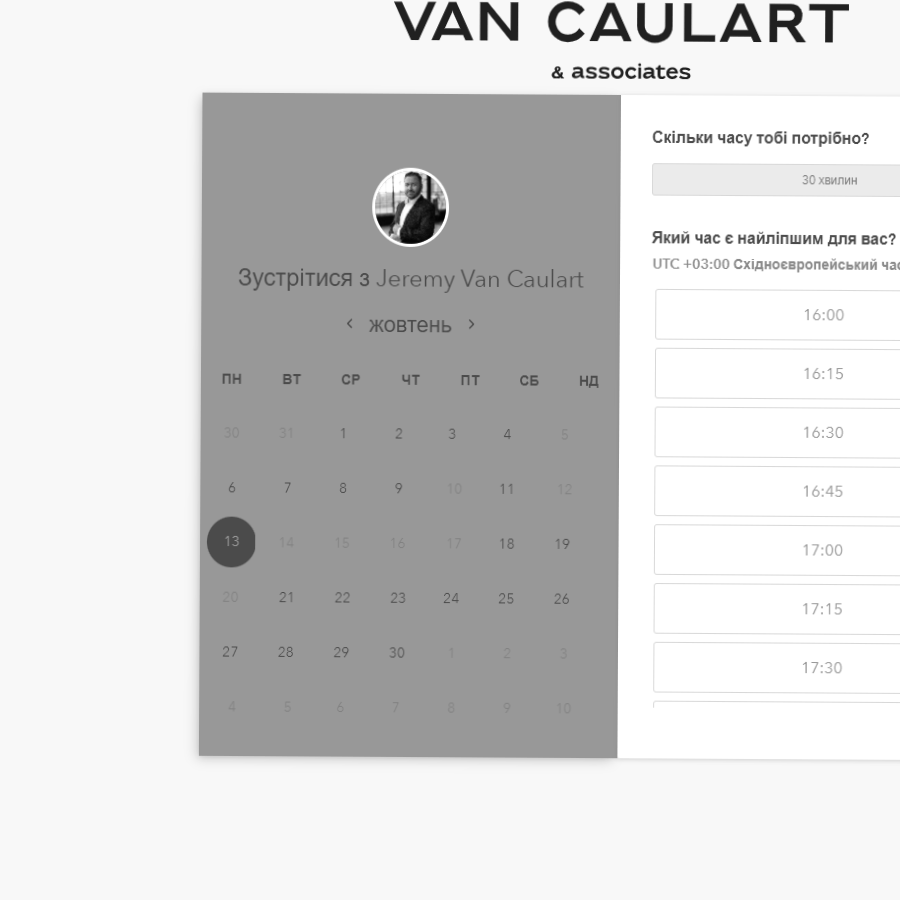 VAN CAULART
& associates
Зустрітися з Jeremy Van Caulart
жовтень
ПН ВТ СР ЧТ ПТ СБ НД
30 31 1 2 3 4 5
6 7 8 9 10 11 12
13 14 15 16 17 18 19
20 21 22 23 24 25 26
27 28 29 30 1 2 3
4 5 6 7 8 9 10
Скільки часу тобі потрібно?
30 хвилин
Який час є найліпшим для вас?
UTC +03:00 Східноєвропейський
16:00
16:15
16:30
16:45
17:00
17:15
17:30